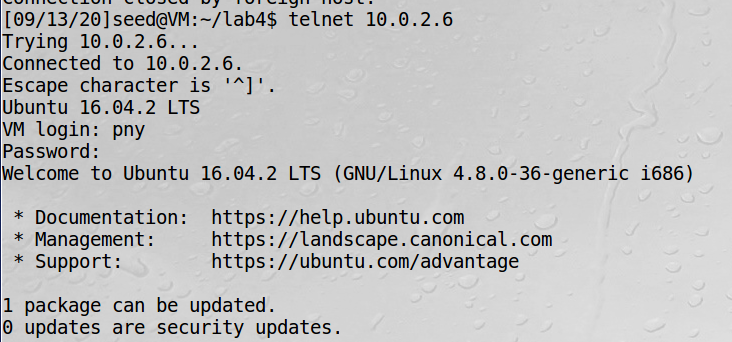 Connection closed by foreign host.
[09/13/20]seed@VM:~/lab4$ telnet 10.0.2.6
Trying 10.0.2.6...
Connected to 10.0.2.6.
Escape character is '^]'.
Ubuntu 16.04.2 LTS
VM login: pny
Password:
Welcome to Ubuntu 16.04.2 LTS (GNU/Linux 4.8.0-36-generic i686)
* Documentation:  https://help.ubuntu.com
* Management:     https://landscape.canonical.com
* Support:        https://ubuntu.com/advantage
1 package can be updated.
0 updates are security updates.